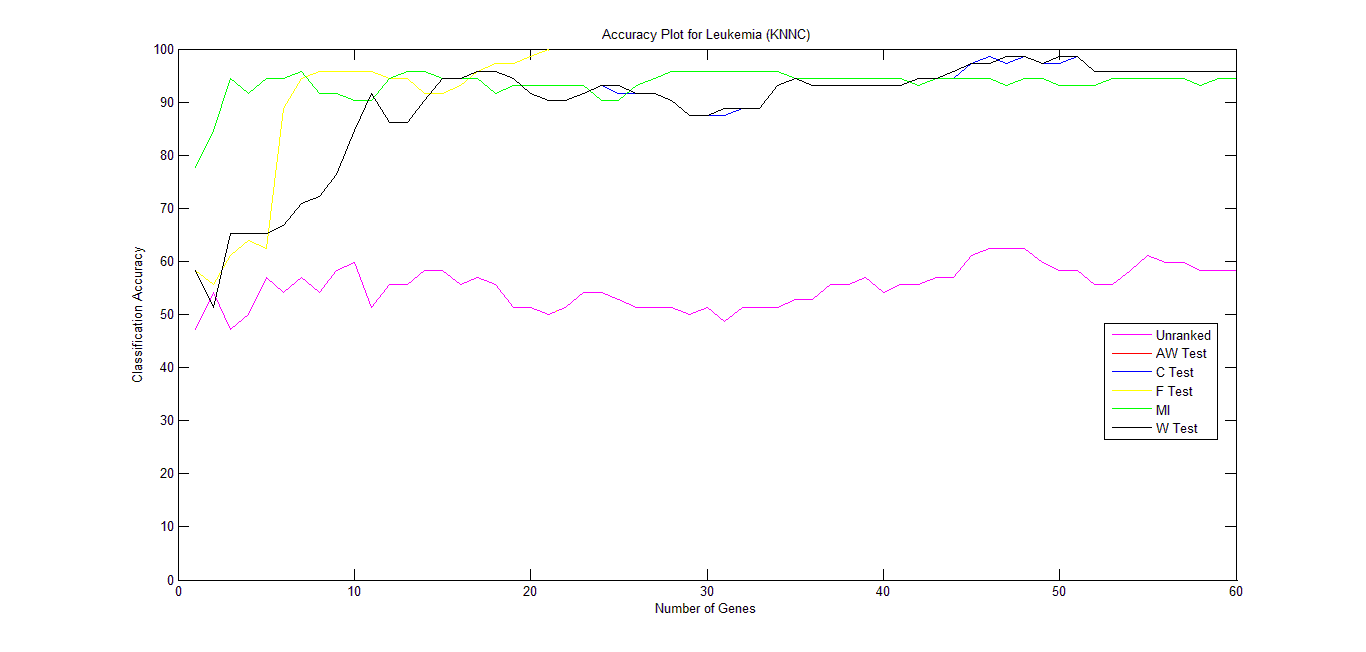 Accuracy Plot for Leukemia (KNNC)
100
90
80
70
60
50
40
30
20
10
0
Classification Accuracy
0 10 20 30 40 50 60
Number of Genes
Unranked
AW Test
C Test
F Test
MI
W Test